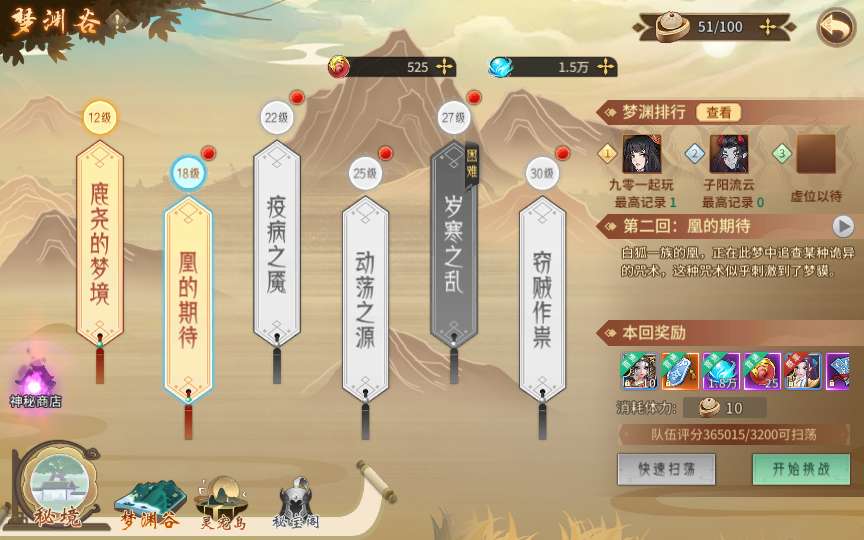 梦渊谷
!
51/100
525
1.5万
12级
鹿尧的梦境
18级
凰的期待
22级
疫病之魇
25级
动荡之源
27级
困难
岁寒之乱
30级
窃贼作祟
梦渊排行 查看
1 2 3
九零一起玩 子阳流云 虚位以待
最高记录 1 最高记录 0
第二回：凰的期待
白狐一族的凰，正在此梦中追查某种诡异
的咒术，这种咒术似乎刺激到了梦貘。
本回奖励
10 1.8万 25
消耗体力： 10
队伍评分365015/3200可扫荡
快速扫荡 开始挑战
神秘商店
秘境 梦渊谷 灵宠岛 秘宝阁